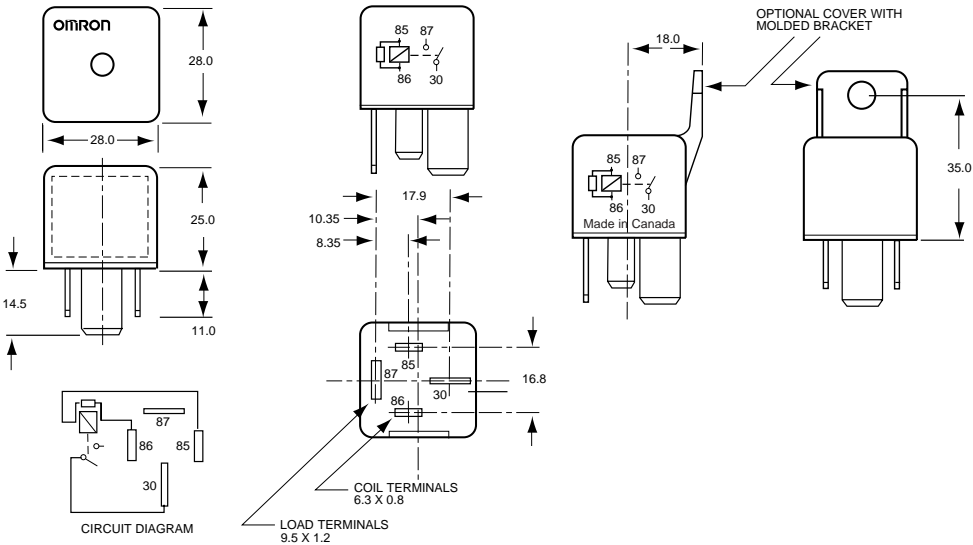 OMRON
28.0
28.0
25.0
14.5
11.0
85 87
86 30
17.9
10.35
8.35
85
87
30
86
16.8
COIL TERMINALS
6.3 X 0.8
LOAD TERMINALS
9.5 X 1.2
87
86
85
30
CIRCUIT DIAGRAM
OPTIONAL COVER WITH
MOLDED BRACKET
18.0
85 87
86 30
Made in Canada
35.0